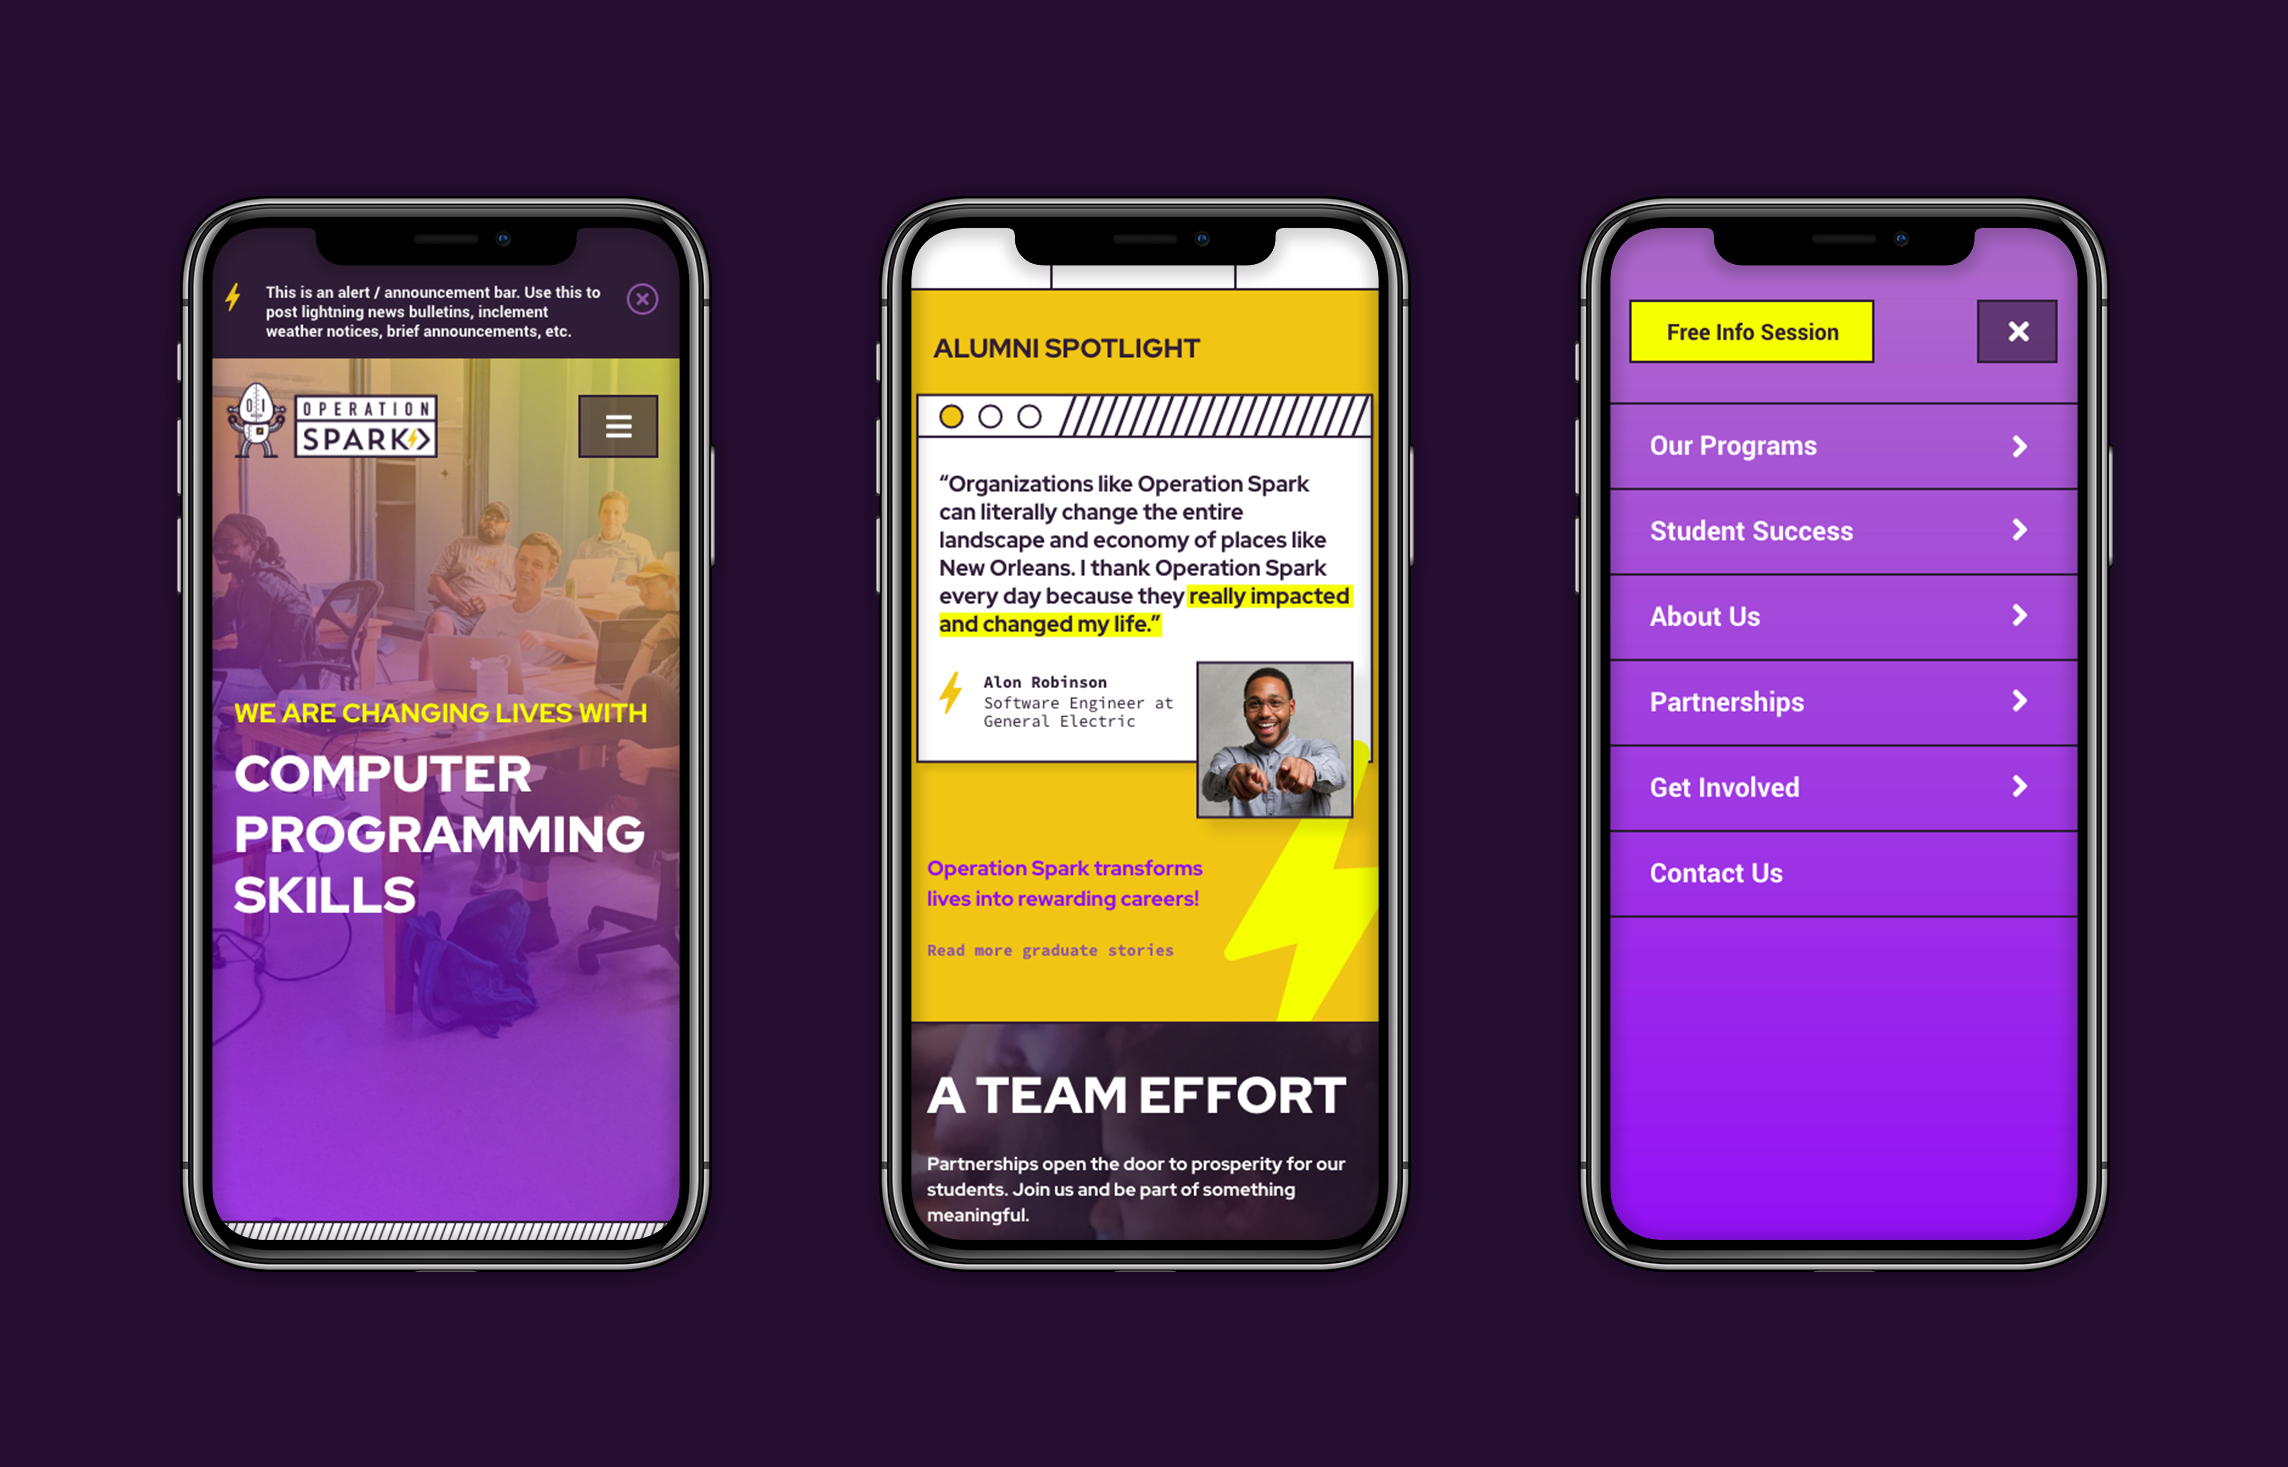 This is an alert / announcement bar. Use this to
post lightning news bulletins, inclement
weather notices, brief announcements, etc.
OPERATION
SPARK
WE ARE CHANGING LIVES WITH
COMPUTER
PROGRAMMING
SKILLS
ALUMNI SPOTLIGHT
“Organizations like Operation Spark
can literally change the entire
landscape and economy of places like
New Orleans. I thank Operation Spark
every day because they really impacted
and changed my life.”
Alon Robinson
Software Engineer at
General Electric
Operation Spark transforms
lives into rewarding careers!
Read more graduate stories
A TEAM EFFORT
Partnerships open the door to prosperity for our
students. Join us and be part of something
meaningful.
Free Info Session
Our Programs
Student Success
About Us
Partnerships
Get Involved
Contact Us